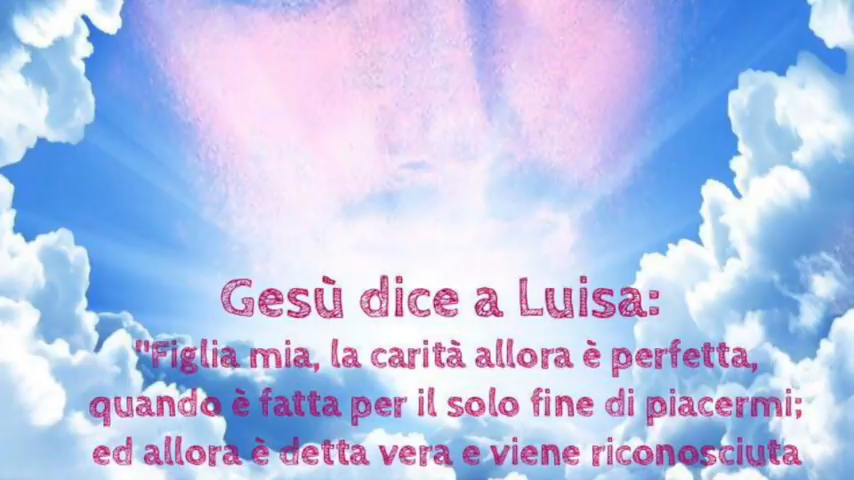 Gesù dice a Luisa:
"Figlia mia, la carità allora è perfetta,
quando è fatta per il solo fine di piacermi;
ed allora è detta vera e viene riconosciuta